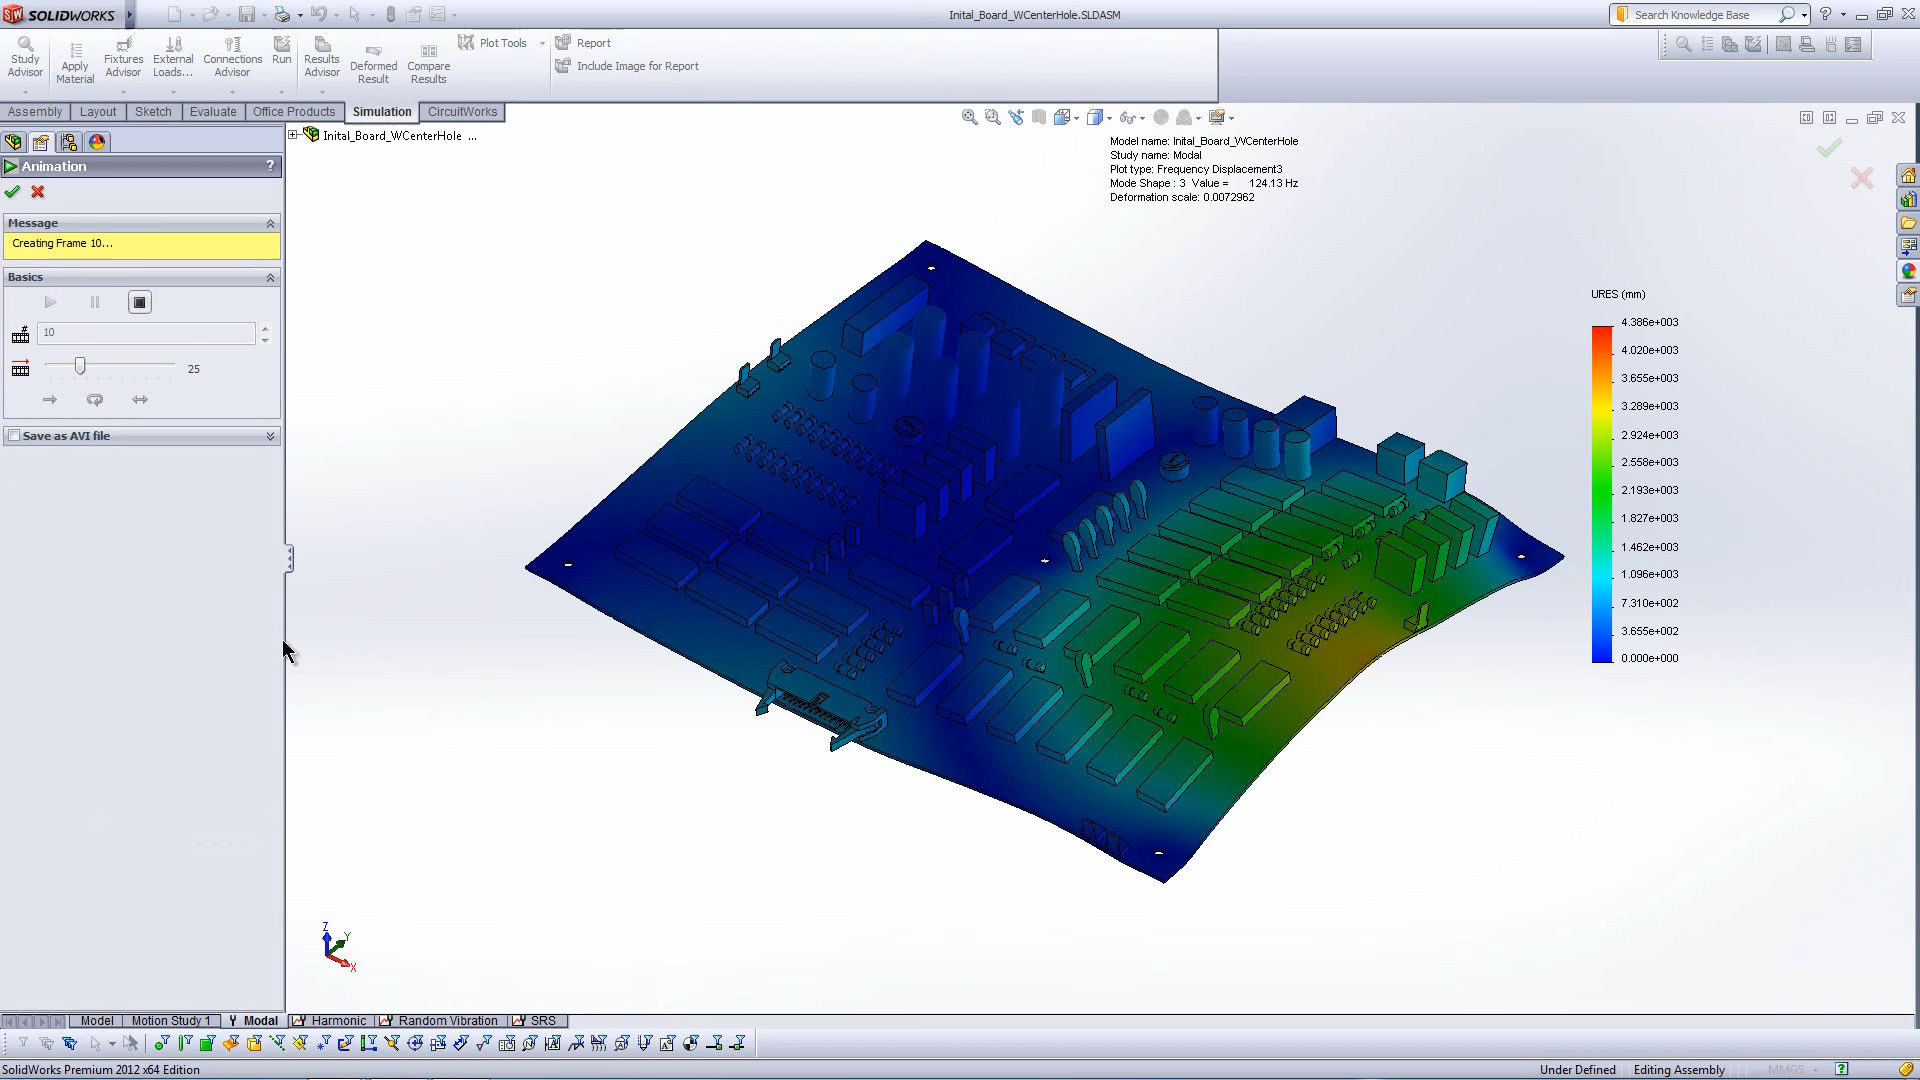 SOLIDWORKS
Inital_Board_WCenterHole.SLDASM
Search Knowledge Base
Study Advisor
Apply Material
Fixtures Advisor
External Loads...
Connections Advisor
Run
Results Advisor
Deformed Result
Compare Results
Plot Tools
Report
Include Image for Report
Assembly
Layout
Sketch
Evaluate
Office Products
Simulation
CircuitWorks
Inital_Board_WCenterHole ...
Animation
?
Message
Creating Frame 10...
Basics
10
25
Save as AVI file
Model name: Inital_Board_WCenterHole
Study name: Modal
Plot type: Frequency Displacement3
Mode Shape : 3 Value = 124.13 Hz
Deformation scale: 0.0072962
URES (mm)
4.386e+003
4.020e+003
3.655e+003
3.289e+003
2.924e+003
2.558e+003
2.193e+003
1.827e+003
1.462e+003
1.096e+003
7.310e+002
3.655e+002
0.000e+000
Z
Y
X
Model
Motion Study 1
Modal
Harmonic
Random Vibration
SRS
SolidWorks Premium 2012 x64 Edition
Under Defined
Editing Assembly
MMGS